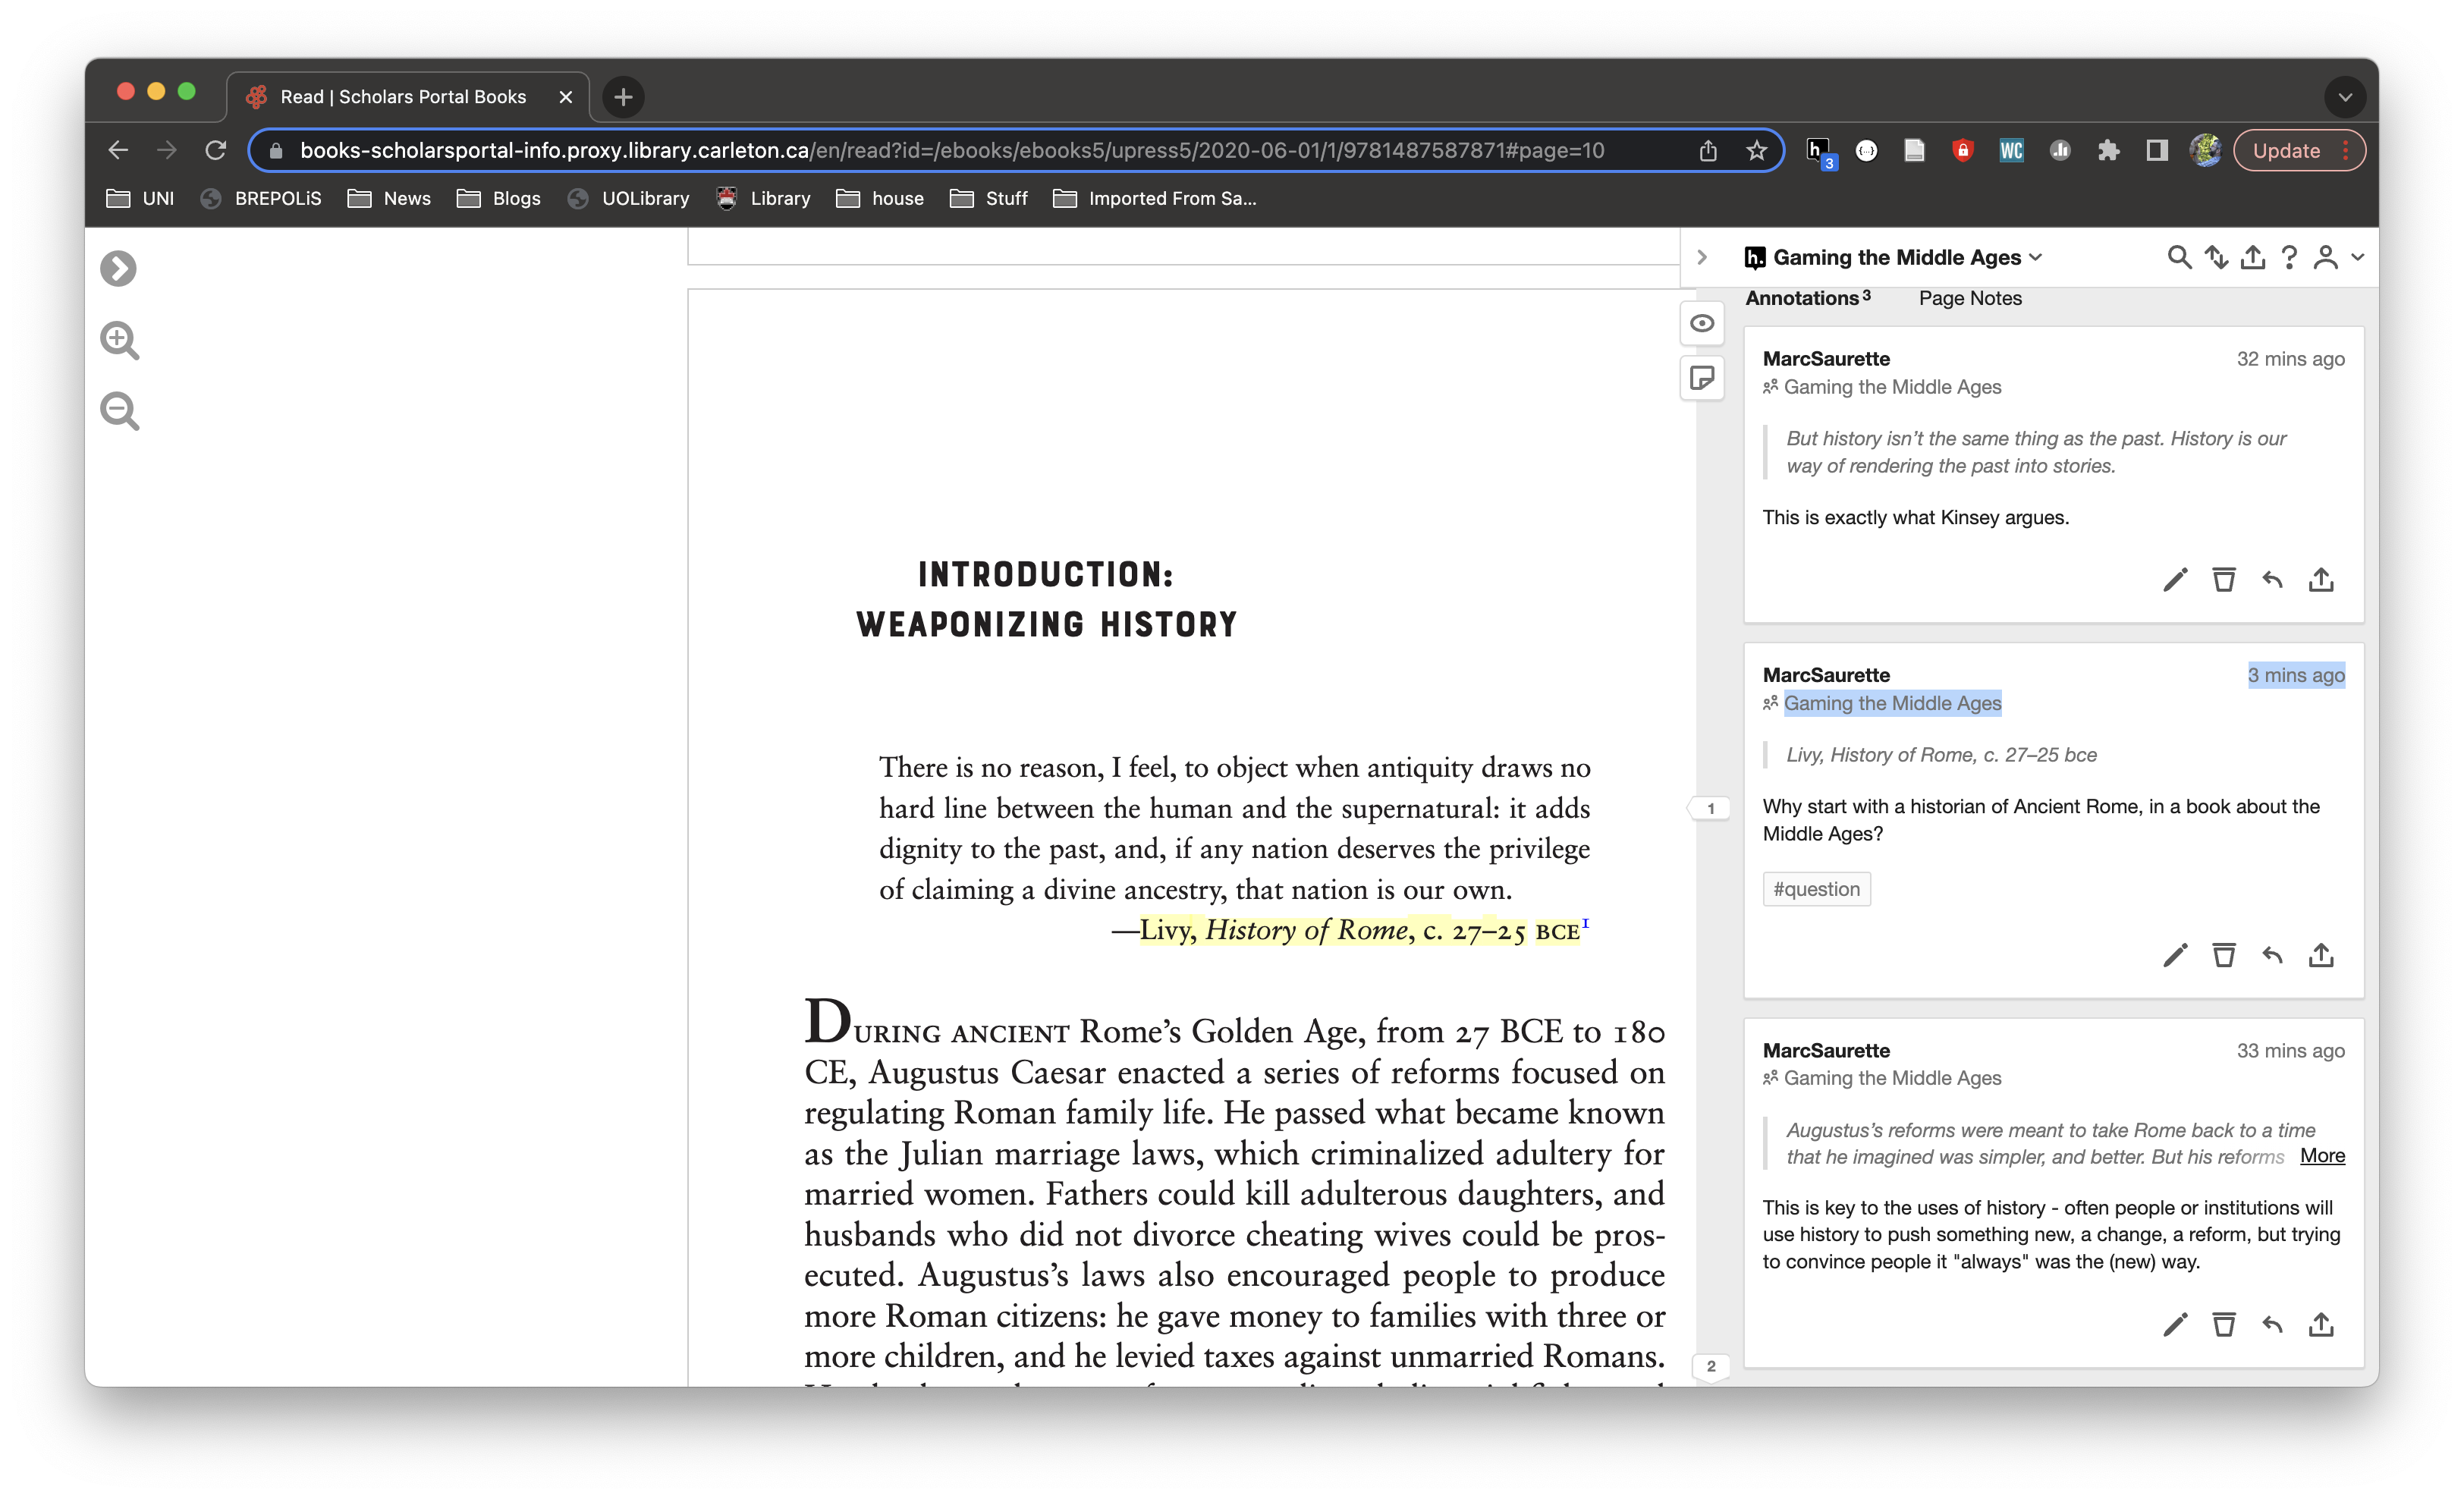 Read | Scholars Portal Books
books-scholarsportal-info.proxy.library.carleton.ca/en/read?id=/ebooks/ebooks5/upress5/2020-06-01/1/9781487587871#page=10
h. 3
WC
Update
UNI BREPOLiS News Blogs UOLibrary Library house Stuff Imported From Sa...
INTRODUCTION:
WEAPONIZING HISTORY
There is no reason, I feel, to object when antiquity draws no
hard line between the human and the supernatural: it adds
dignity to the past, and, if any nation deserves the privilege
of claiming a divine ancestry, that nation is our own.
—Livy, History of Rome, c. 27–25 BCE1
DURING ANCIENT Rome’s Golden Age, from 27 BCE to 180
CE, Augustus Caesar enacted a series of reforms focused on
regulating Roman family life. He passed what became known
as the Julian marriage laws, which criminalized adultery for
married women. Fathers could kill adulterous daughters, and
husbands who did not divorce cheating wives could be pros-
ecuted. Augustus’s laws also encouraged people to produce
more Roman citizens: he gave money to families with three or
more children, and he levied taxes against unmarried Romans.
1
2
h. Gaming the Middle Ages
Annotations 3 Page Notes
MarcSaurette 32 mins ago
Gaming the Middle Ages
But history isn’t the same thing as the past. History is our
way of rendering the past into stories.
This is exactly what Kinsey argues.
MarcSaurette 3 mins ago
Gaming the Middle Ages
Livy, History of Rome, c. 27–25 bce
Why start with a historian of Ancient Rome, in a book about the
Middle Ages?
#question
MarcSaurette 33 mins ago
Gaming the Middle Ages
Augustus’s reforms were meant to take Rome back to a time
that he imagined was simpler, and better. But his reforms More
This is key to the uses of history - often people or institutions will
use history to push something new, a change, a reform, but trying
to convince people it "always" was the (new) way.